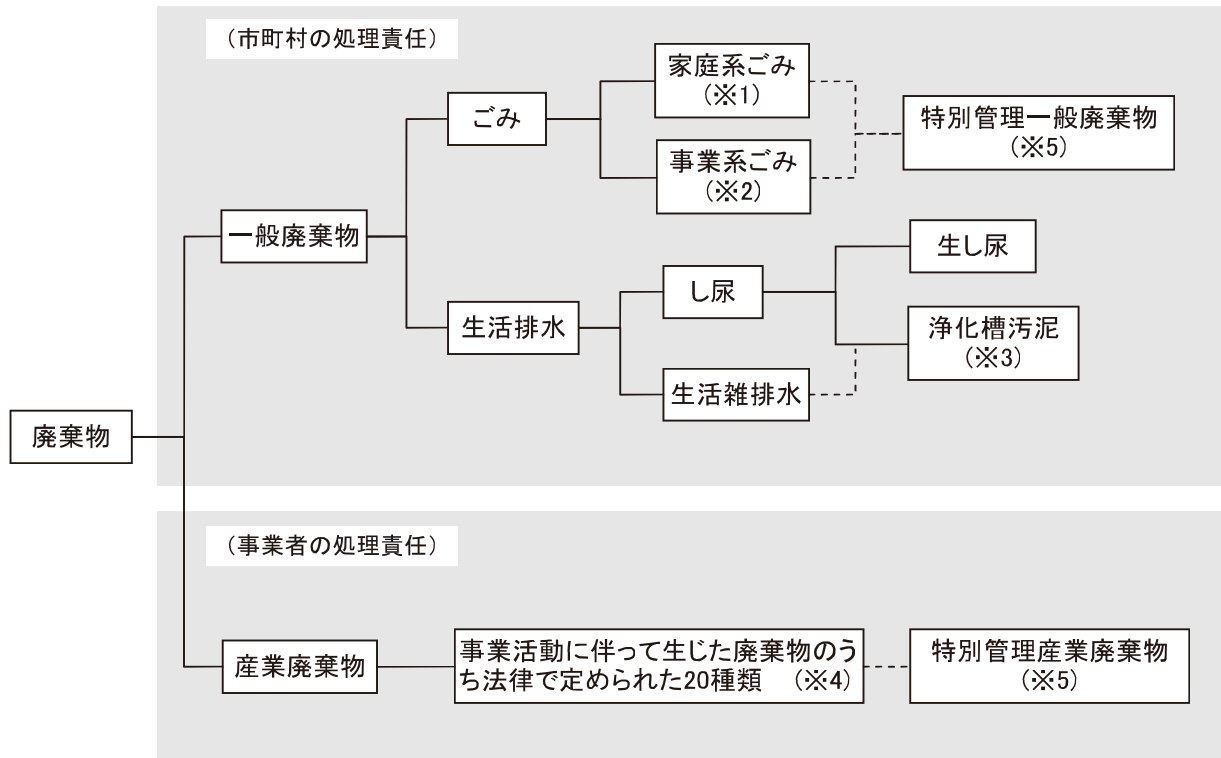 (市町村の処理責任)
家庭系ごみ
(※1)
ごみ
特別管理一般廃棄物
(※5)
事業系ごみ
(※2)
一般廃棄物
生し尿
し尿
生活排水
浄化槽汚泥
(※3)
生活雑排水
廃棄物
(事業者の処理責任)
産業廃棄物
事業活動に伴って生じた廃棄物のう
ち法律で定められた20種類 (※4)
特別管理産業廃棄物
(※5)